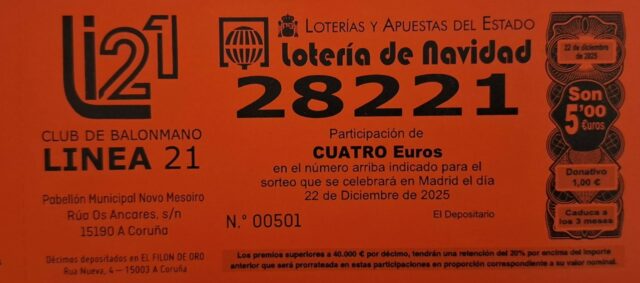 Li21
CLUB DE BALONMANO
LINEA 21
Pabellón Municipal Novo Mesoiro
Rúa Os Ancares, s/n
15190 A Coruña
Décimos depositados en EL FILON DE ORO
Rua Nueva, 4 – 15003 A Coruña
LOTERÍAS Y APUESTAS DEL ESTADO
Lotería de Navidad
28221
Participación de
CUATRO Euros
en el número arriba indicado para el
sorteo que se celebrará en Madrid el día
22 de Diciembre de 2025
N.º 00501
El Depositario
Los premios superiores a 40.000 € por décimo, tendrán una retención del 20% por encima del importe
anterior que será prorrateada en estas participaciones en proporción correspondiente a su valor nominal.
22 de diciembre
de 2025
Son
5'00
€uros
Donativo
1,00 €
Caduca a
los 3 meses